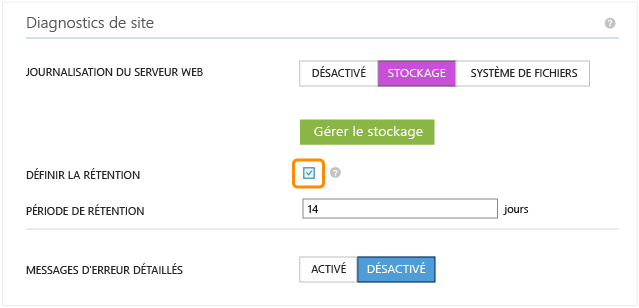 Diagnostics de site ?
JOURNALISATION DU SERVEUR WEB DÉSACTIVÉ STOCKAGE SYSTÈME DE FICHIERS
Gérer le stockage
DÉFINIR LA RÉTENTION ?
PÉRIODE DE RÉTENTION 14 jours
MESSAGES D'ERREUR DÉTAILLÉS ACTIVÉ DÉSACTIVÉ